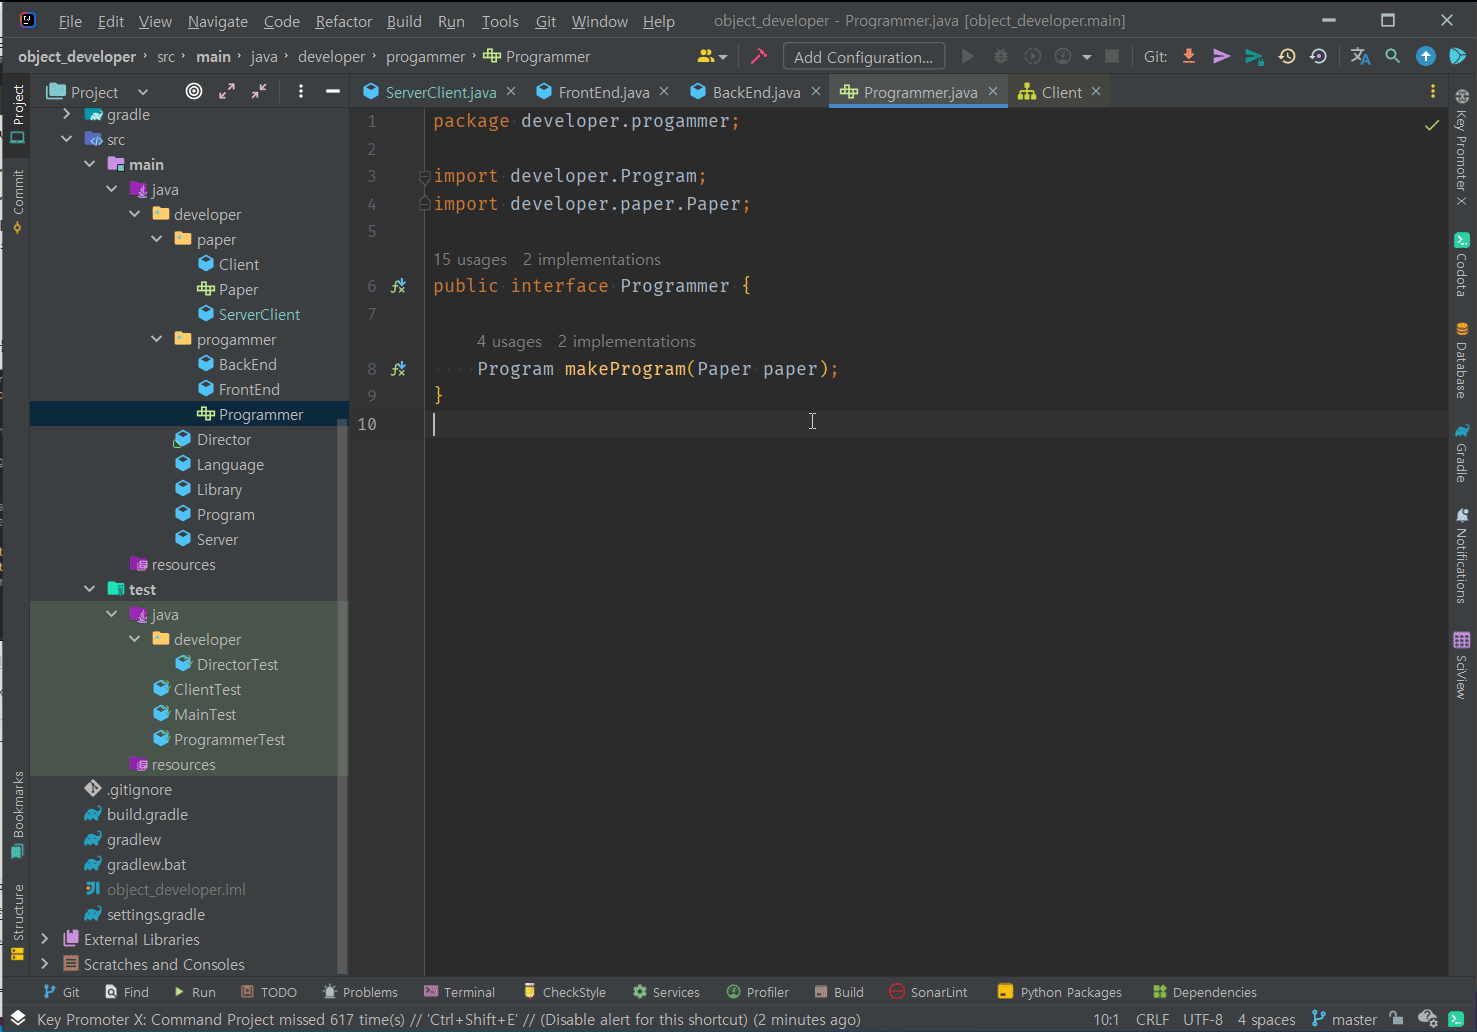 File Edit View Navigate Code Refactor Build Run Tools Git Window Help object_developer - Programmer.java [object_developer.main]
object_developer › src › main › java › developer › progammer › Programmer Add Configuration... Git:
Project
ServerClient.java FrontEnd.java BackEnd.java Programmer.java Client
gradle
src
main
java
developer
paper
Client
Paper
ServerClient
progammer
BackEnd
FrontEnd
Programmer
Director
Language
Library
Program
Server
resources
test
java
developer
DirectorTest
ClientTest
MainTest
ProgrammerTest
resources
.gitignore
build.gradle
gradlew
gradlew.bat
object_developer.iml
settings.gradle
External Libraries
Scratches and Consoles
1 package developer.progammer;
2
3 import developer.Program;
4 import developer.paper.Paper;
5
15 usages 2 implementations
6 public interface Programmer {
7
4 usages 2 implementations
8 Program makeProgram(Paper paper);
9 }
10
Project
Commit
Bookmarks
Structure
Key Promoter X
Codota
Database
Gradle
Notifications
SciView
Git Find Run TODO Problems Terminal CheckStyle Services Profiler Build SonarLint Python Packages Dependencies
Key Promoter X: Command Project missed 617 time(s) // 'Ctrl+Shift+E' // (Disable alert for this shortcut) (2 minutes ago) 10:1 CRLF UTF-8 4 spaces master